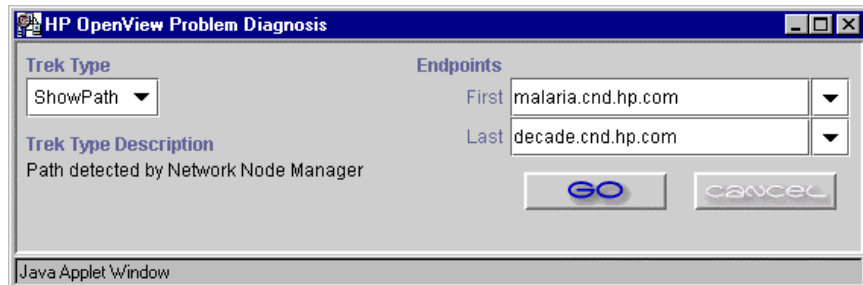 HP OpenView Problem Diagnosis
Trek Type
ShowPath
Trek Type Description
Path detected by Network Node Manager
Endpoints
First malaria.cnd.hp.com
Last decade.cnd.hp.com
GO CANCEL
Java Applet Window